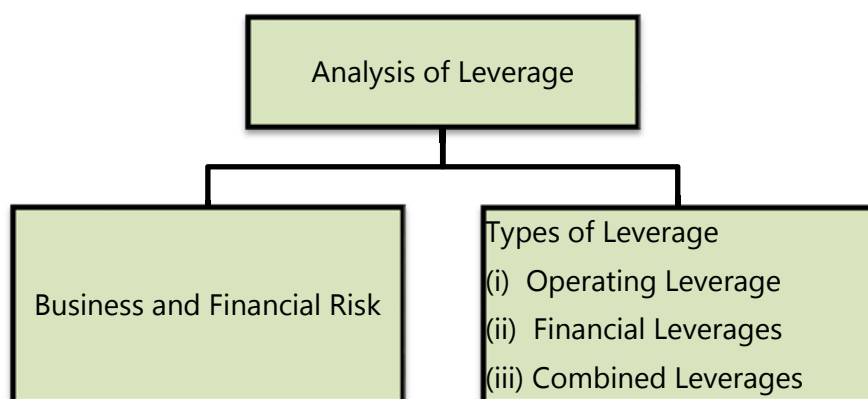 Analysis of Leverage
Business and Financial Risk
Types of Leverage
(i) Operating Leverage
(ii) Financial Leverages
(iii) Combined Leverages